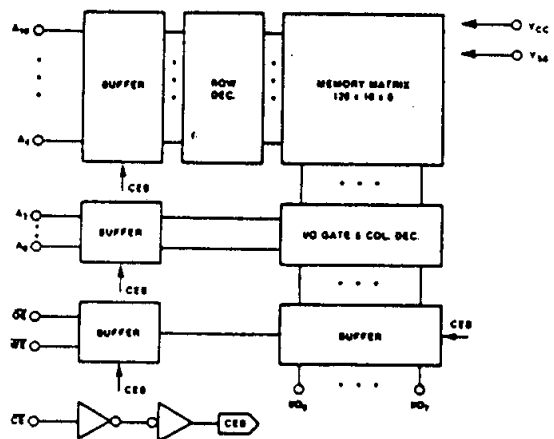 A10
BUFFER
ROW
DEC.
MEMORY MATRIX
128 x 16 x 8
VCC
VSS
A4
CEB
A3
A0
BUFFER
I/O GATE & COL. DEC.
CEB
OE
WE
BUFFER
BUFFER
CEB
CEB
I/O0
I/O7
CE
CEB